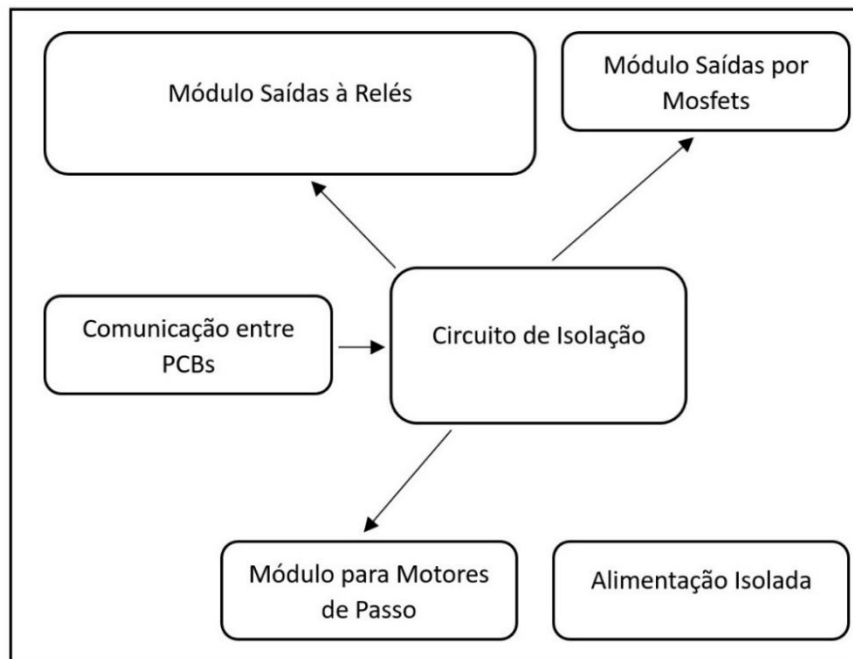 Módulo Saídas à Relés
Módulo Saídas por
Mosfets
Comunicação entre
PCBs
Circuito de Isolação
Módulo para Motores
de Passo
Alimentação Isolada